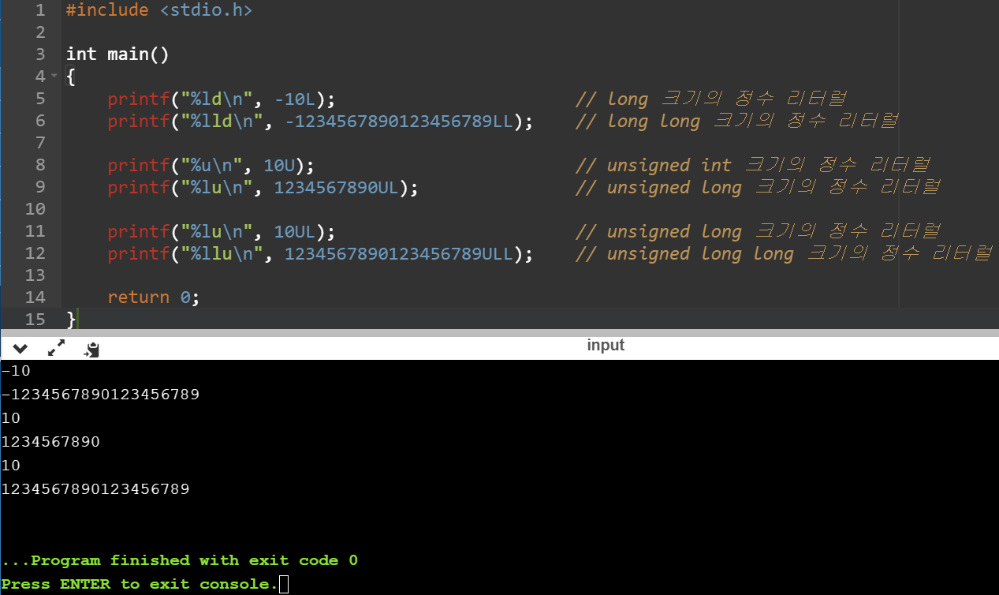 1 #include <stdio.h>
2
3 int main()
4 {
5     printf("%ld\n", -10L);                       // long 크기의 정수 리터럴
6     printf("%lld\n", -1234567890123456789LL);    // long long 크기의 정수 리터럴
7
8     printf("%u\n", 10U);                         // unsigned int 크기의 정수 리터럴
9     printf("%lu\n", 1234567890UL);               // unsigned long 크기의 정수 리터럴
10
11     printf("%lu\n", 10UL);                       // unsigned long 크기의 정수 리터럴
12     printf("%llu\n", 1234567890123456789ULL);    // unsigned long long 크기의 정수 리터럴
13
14     return 0;
15 }
input
-10
-1234567890123456789
10
1234567890
10
1234567890123456789
...Program finished with exit code 0
Press ENTER to exit console.